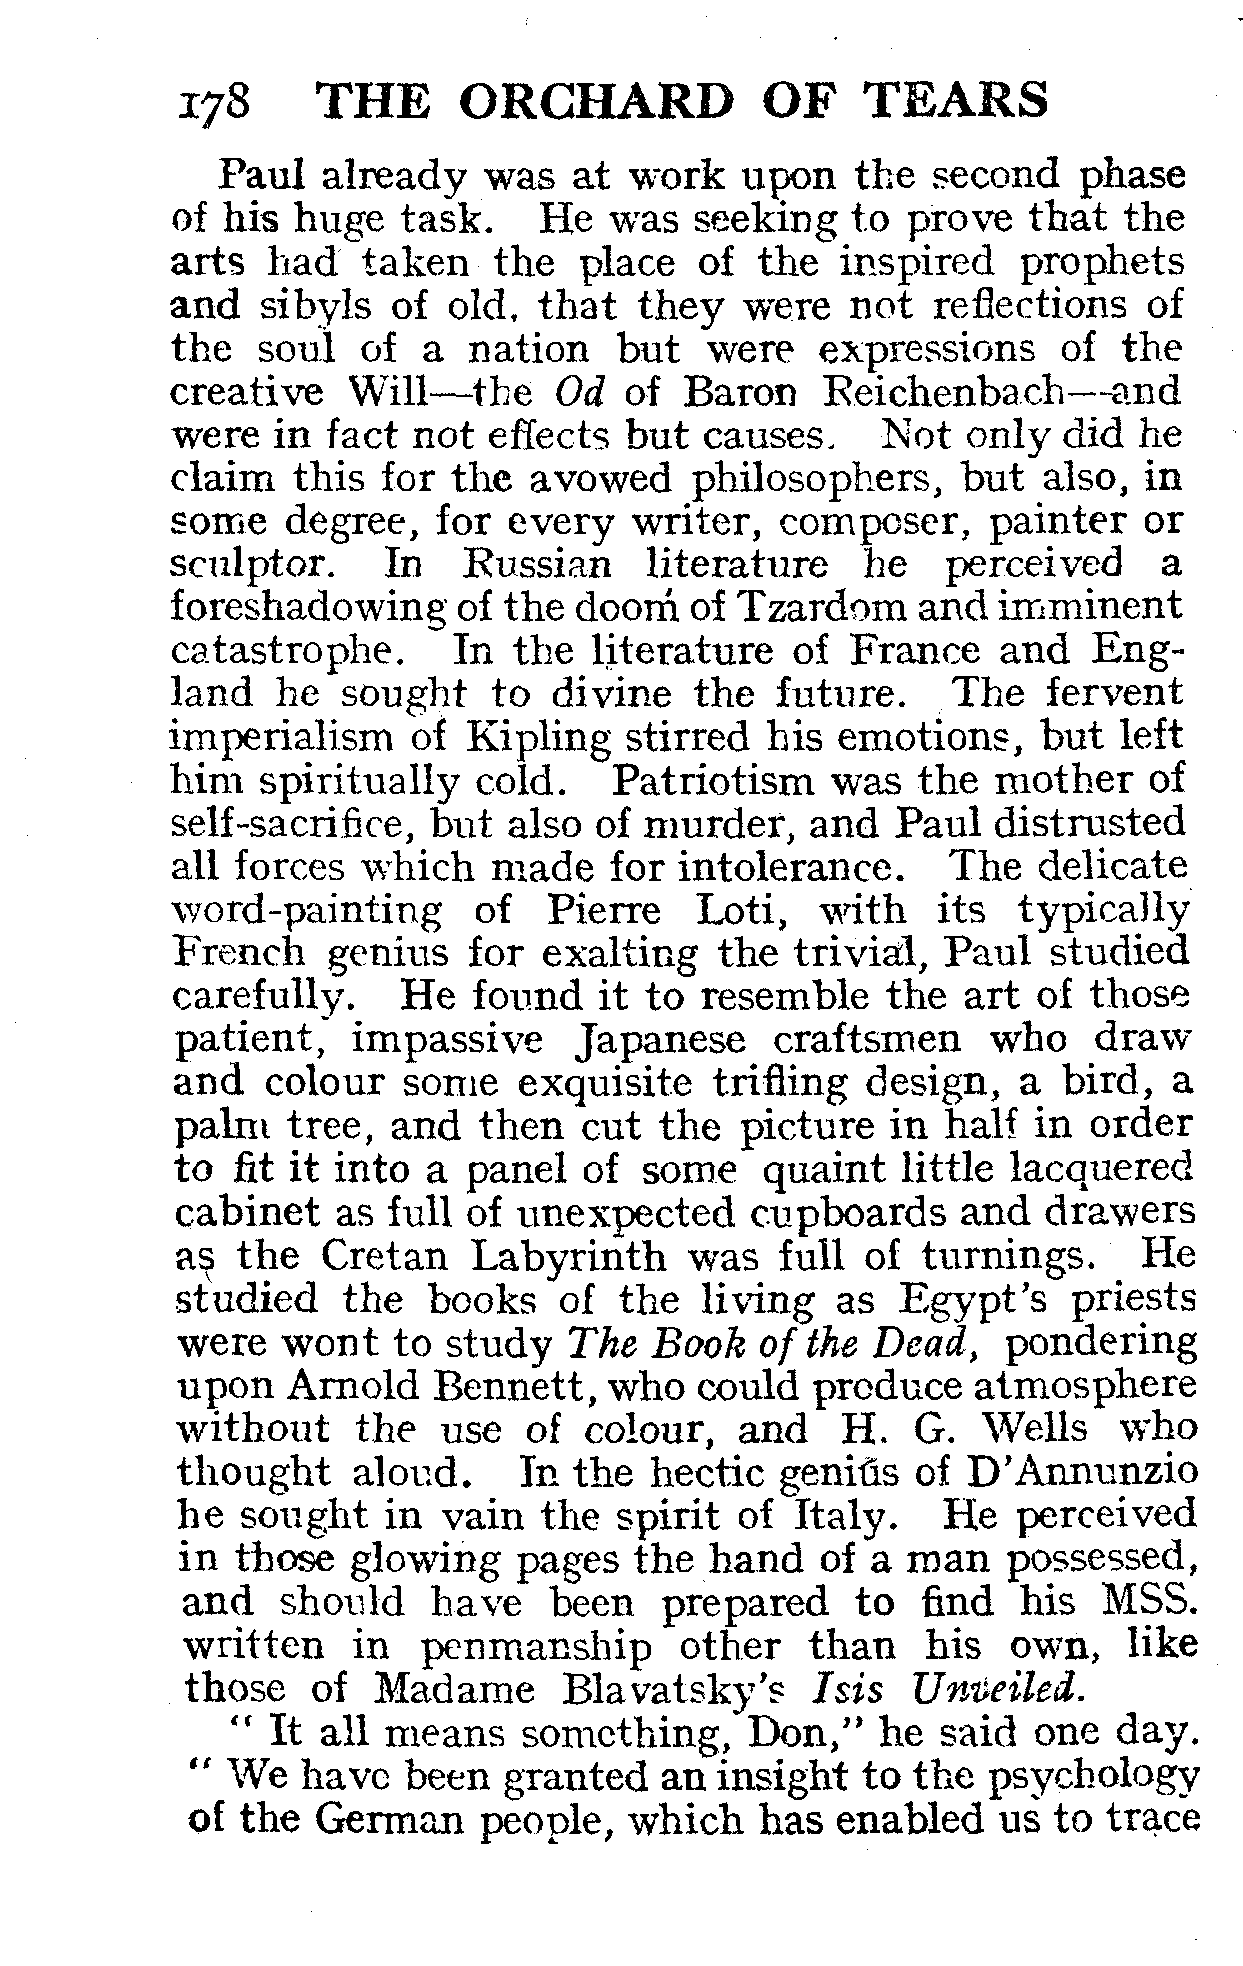 178 THE ORCHARD OF TEARS
Paul already was at work upon the second phase
of his huge task. He was seeking to prove that the
arts had taken the place of the inspired prophets
and sibyls of old, that they were not reflections of
the soul of a nation but were expressions of the
creative Will—the Od of Baron Reichenbach—and
were in fact not effects but causes. Not only did he
claim this for the avowed philosophers, but also, in
some degree, for every writer, composer, painter or
sculptor. In Russian literature he perceived a
foreshadowing of the doom of Tzardom and imminent
catastrophe. In the literature of France and Eng-
land he sought to divine the future. The fervent
imperialism of Kipling stirred his emotions, but left
him spiritually cold. Patriotism was the mother of
self-sacrifice, but also of murder, and Paul distrusted
all forces which made for intolerance. The delicate
word-painting of Pierre Loti, with its typically
French genius for exalting the trivial, Paul studied
carefully. He found it to resemble the art of those
patient, impassive Japanese craftsmen who draw
and colour some exquisite trifling design, a bird, a
palm tree, and then cut the picture in half in order
to fit it into a panel of some quaint little lacquered
cabinet as full of unexpected cupboards and drawers
as the Cretan Labyrinth was full of turnings. He
studied the books of the living as Egypt's priests
were wont to study The Book of the Dead, pondering
upon Arnold Bennett, who could produce atmosphere
without the use of colour, and H. G. Wells who
thought aloud. In the hectic genius of D'Annunzio
he sought in vain the spirit of Italy. He perceived
in those glowing pages the hand of a man possessed,
and should have been prepared to find his MSS.
written in penmanship other than his own, like
those of Madame Blavatsky's Isis Unveiled.
" It all means something, Don," he said one day.
" We have been granted an insight to the psychology
of the German people, which has enabled us to trace